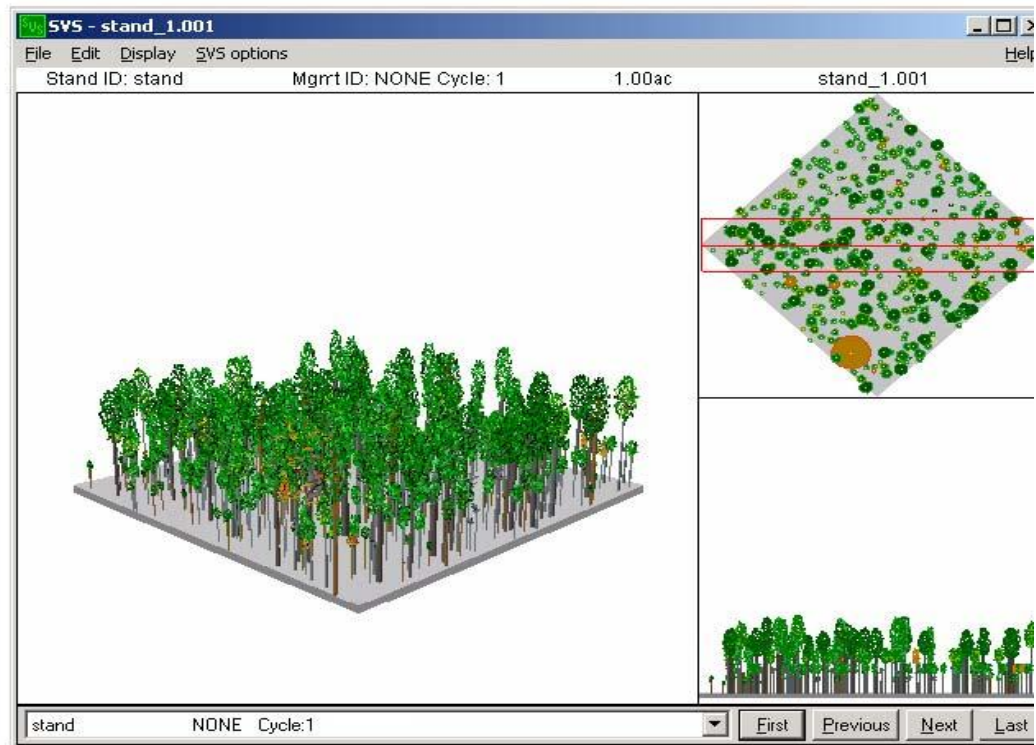 SVS SVS - stand_1.001
File Edit Display SVS options Help
Stand ID: stand Mgmt ID: NONE Cycle: 1 1.00ac stand_1.001
stand NONE Cycle:1 First Previous Next Last